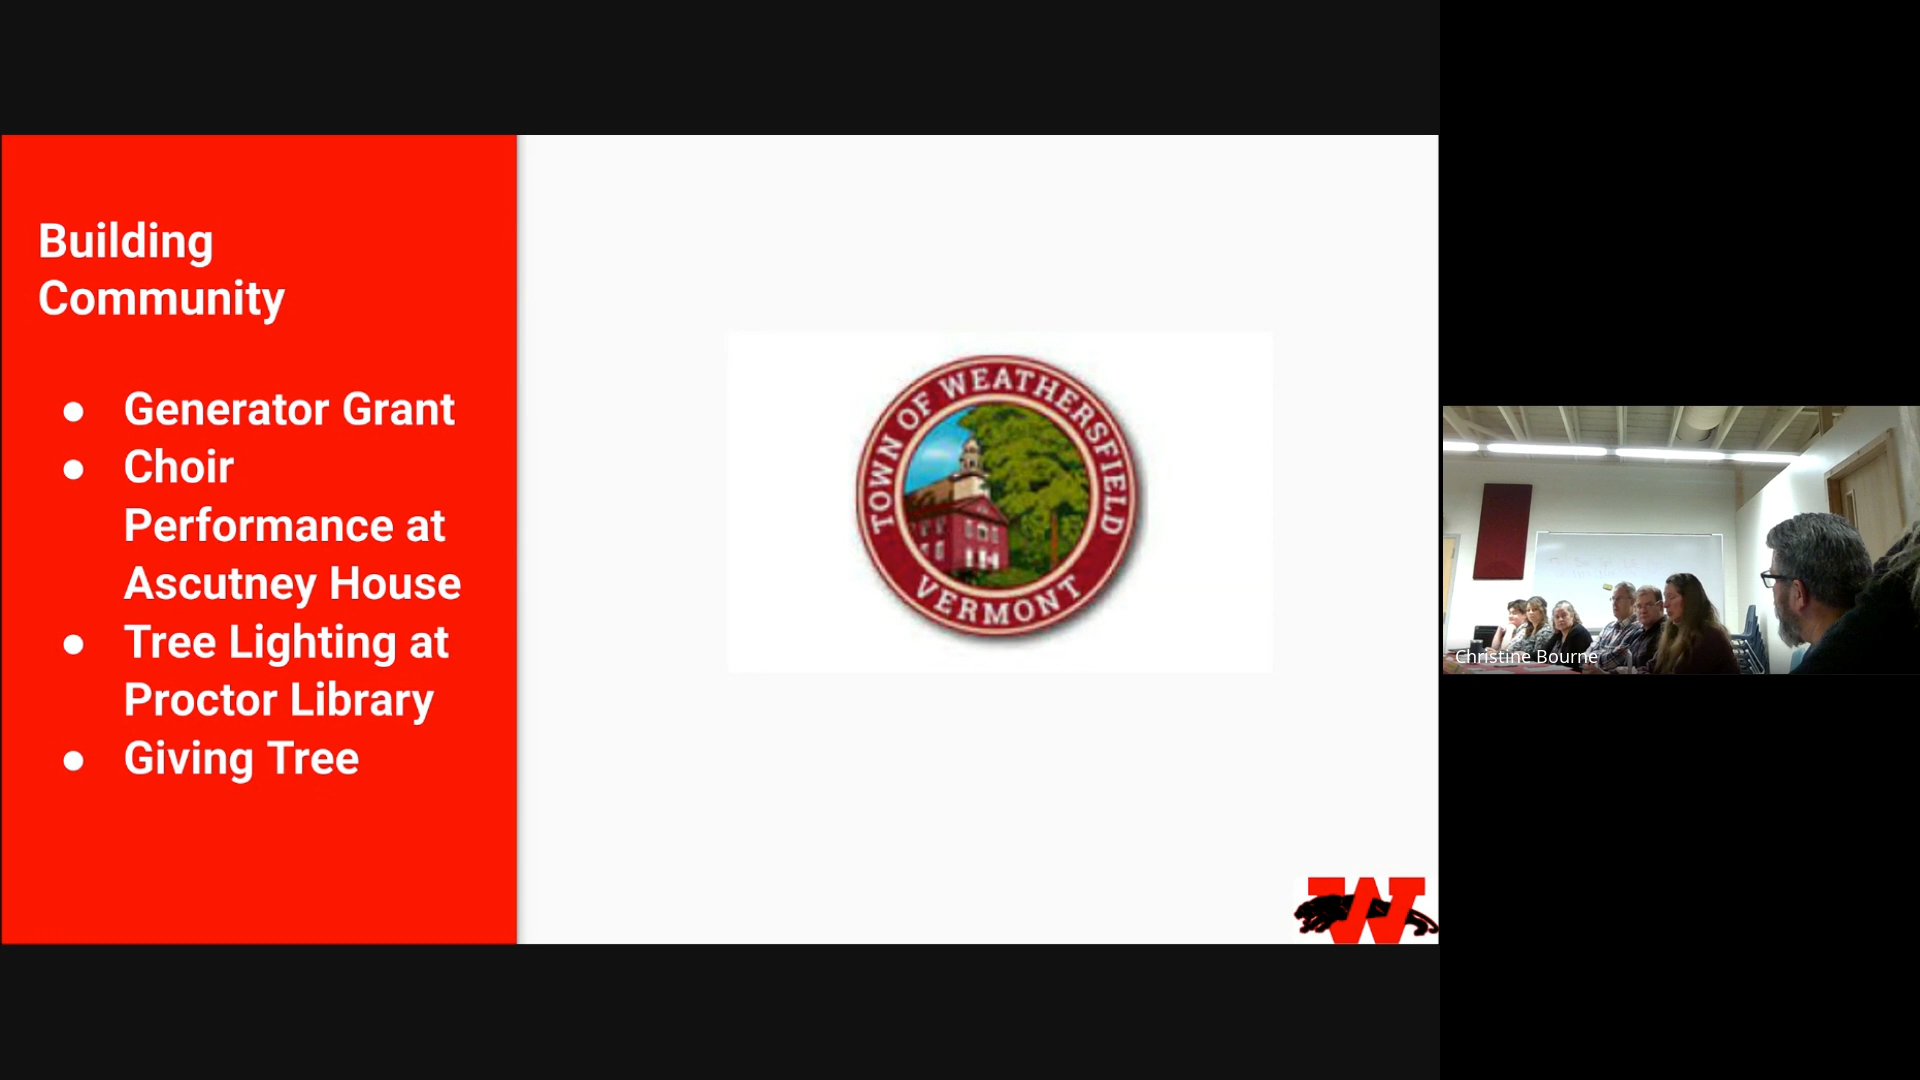 Building
Community
● Generator Grant
● Choir
Performance at
Ascutney House
● Tree Lighting at
Proctor Library
● Giving Tree
TOWN OF WEATHERSFIELD
VERMONT
W
Christine Bourne